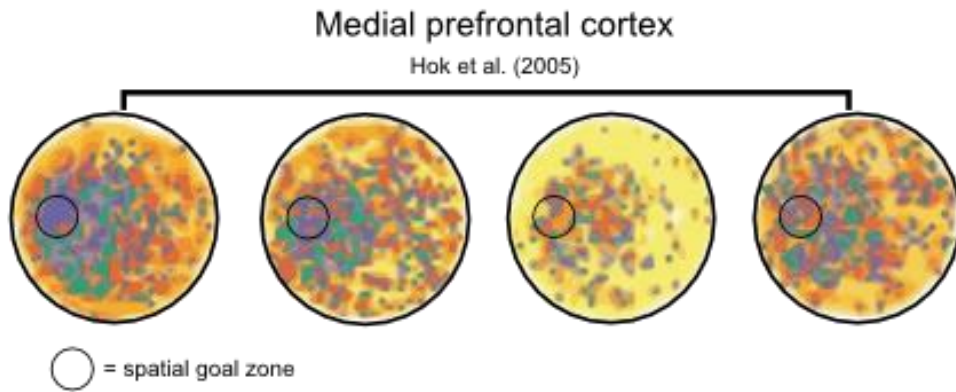 Medial prefrontal cortex
Hok et al. (2005)
= spatial goal zone